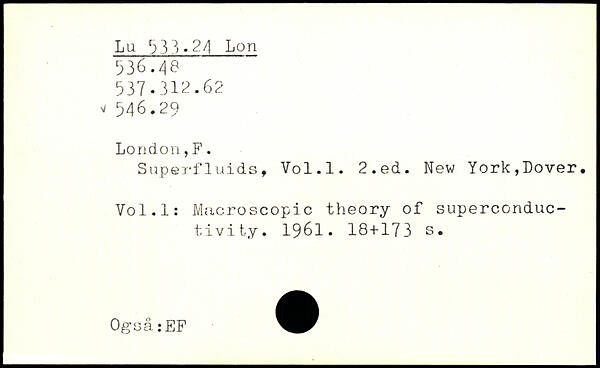 Lu 533.24 Lon
536.48
537.312.62
v 546.29
London,F.
Superfluids, Vol.1. 2.ed. New York,Dover.
Vol.1: Macroscopic theory of superconduc-
tivity. 1961. 18+173 s.
Også:EF